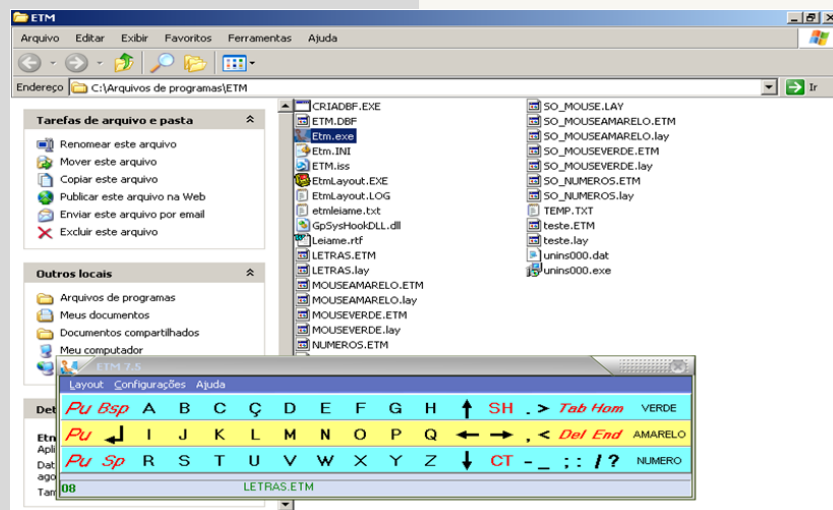 ETM
Arquivo Editar Exibir Favoritos Ferramentas Ajuda
Endereço C:\Arquivos de programas\ETM Ir
Tarefas de arquivo e pasta
Renomear este arquivo
Mover este arquivo
Copiar este arquivo
Publicar este arquivo na Web
Enviar este arquivo por email
Excluir este arquivo
Outros locais
Arquivos de programas
Meus documentos
Documentos compartilhados
Meu computador
Det
Etm
Apli
Dat
ago
Tam
CRIADBF.EXE
ETM.DBF
Etm.exe
Etm.INI
ETM.iss
EtmLayout.EXE
EtmLayout.LOG
etmleiame.txt
GpSysHookDLL.dll
Leiame.rtf
LETRAS.ETM
LETRAS.lay
MOUSEAMARELO.ETM
MOUSEAMARELO.lay
MOUSEVERDE.ETM
MOUSEVERDE.lay
NUMEROS.ETM
SO_MOUSE.LAY
SO_MOUSEAMARELO.ETM
SO_MOUSEAMARELO.lay
SO_MOUSEVERDE.ETM
SO_MOUSEVERDE.lay
SO_NUMEROS.ETM
SO_NUMEROS.lay
TEMP.TXT
teste.ETM
teste.lay
unins000.dat
unins000.exe
ETM 7.5
Layout Configurações Ajuda
Pu Bsp A B C Ç D E F G H ↑ SH . > Tab Hom VERDE
Pu ↵ I J K L M N O P Q ← → , < Del End AMARELO
Pu Sp R S T U V W X Y Z ↓ CT - _ ; : / ? NUMERO
08 LETRAS.ETM